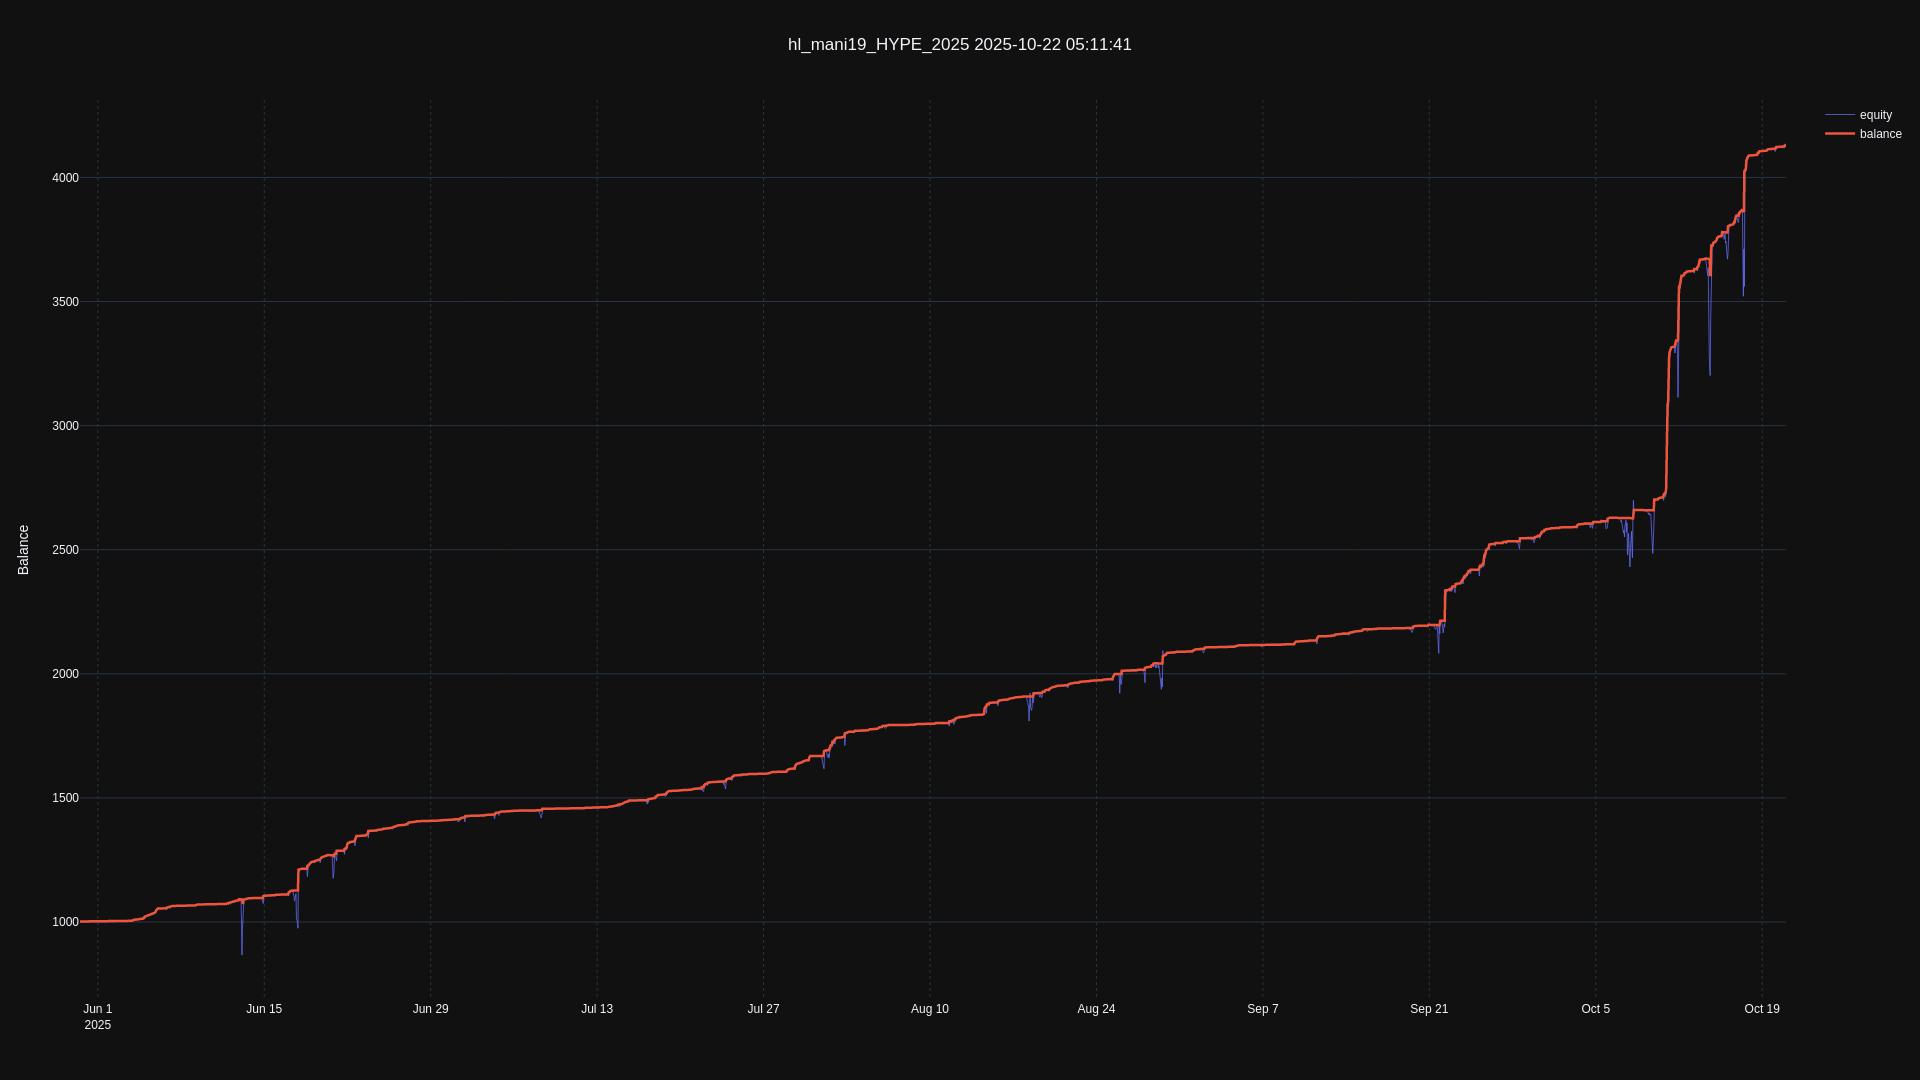 hl_mani19_HYPE_2025 2025-10-22 05:11:41
equity
balance
4000
3500
3000
2500
2000
1500
1000
Balance
Jun 1
2025
Jun 15
Jun 29
Jul 13
Jul 27
Aug 10
Aug 24
Sep 7
Sep 21
Oct 5
Oct 19